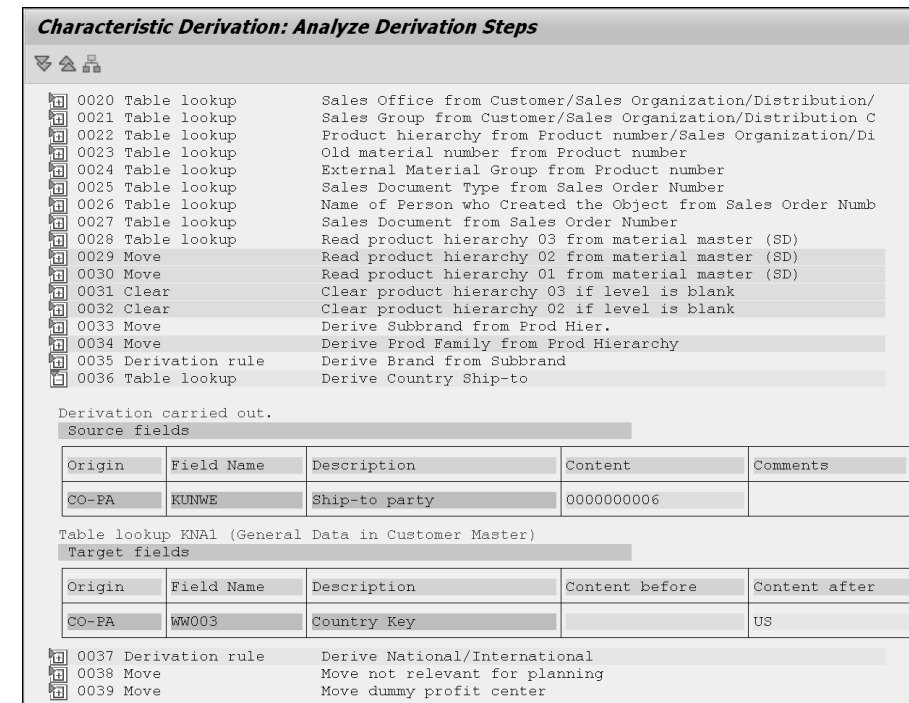 Characteristic Derivation: Analyze Derivation Steps
0020 Table lookup Sales Office from Customer/Sales Organization/Distribution/
0021 Table lookup Sales Group from Customer/Sales Organization/Distribution C
0022 Table lookup Product hierarchy from Product number/Sales Organization/Di
0023 Table lookup Old material number from Product number
0024 Table lookup External Material Group from Product number
0025 Table lookup Sales Document Type from Sales Order Number
0026 Table lookup Name of Person who Created the Object from Sales Order Numb
0027 Table lookup Sales Document from Sales Order Number
0028 Table lookup Read product hierarchy 03 from material master (SD)
0029 Move Read product hierarchy 02 from material master (SD)
0030 Move Read product hierarchy 01 from material master (SD)
0031 Clear Clear product hierarchy 03 if level is blank
0032 Clear Clear product hierarchy 02 if level is blank
0033 Move Derive Subbrand from Prod Hier.
0034 Move Derive Prod Family from Prod Hierarchy
0035 Derivation rule Derive Brand from Subbrand
0036 Table lookup Derive Country Ship-to
Derivation carried out.
Source fields
Origin Field Name Description Content Comments
CO-PA KUNWE Ship-to party 0000000006
Table lookup KNA1 (General Data in Customer Master)
Target fields
Origin Field Name Description Content before Content after
CO-PA WW003 Country Key US
0037 Derivation rule Derive National/International
0038 Move Move not relevant for planning
0039 Move Move dummy profit center